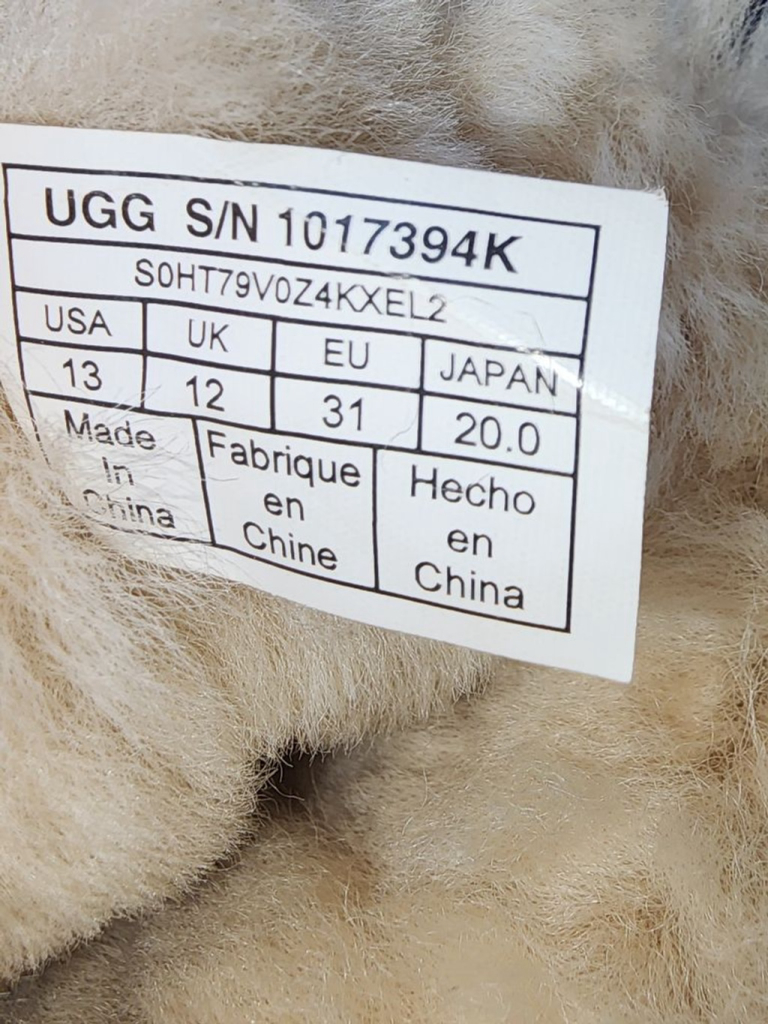 UGG S/N 1017394K
S0HT79V0Z4KXEL2
USA UK EU JAPAN
13 12 31 20.0
Made
In
China
Fabrique
en
Chine
Hecho
en
China